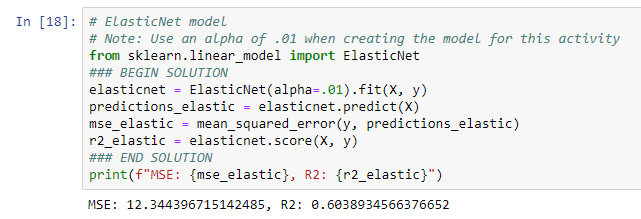 In [18]: # ElasticNet model
# Note: Use an alpha of .01 when creating the model for this activity
from sklearn.linear_model import ElasticNet
### BEGIN SOLUTION
elasticnet = ElasticNet(alpha=.01).fit(X, y)
predictions_elastic = elasticnet.predict(X)
mse_elastic = mean_squared_error(y, predictions_elastic)
r2_elastic = elasticnet.score(X, y)
### END SOLUTION
print(f"MSE: {mse_elastic}, R2: {r2_elastic}")
MSE: 12.344396715142485, R2: 0.6038934566376652